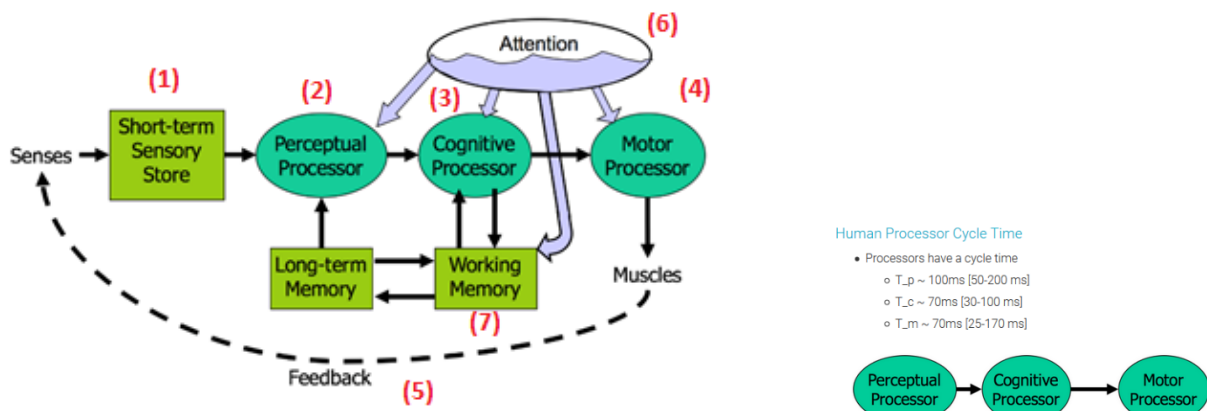 (6)
Attention
(1)
(2)
(3)
(4)
Short-term
Sensory
Store
Senses
Perceptual
Processor
Cognitive
Processor
Motor
Processor
Long-term
Memory
Working
Memory
Muscles
(7)
Feedback
(5)
Human Processor Cycle Time
• Processors have a cycle time
○ T_p ~ 100ms [50-200 ms]
○ T_c ~ 70ms [30-100 ms]
○ T_m ~ 70ms [25-170 ms]
Perceptual
Processor
Cognitive
Processor
Motor
Processor